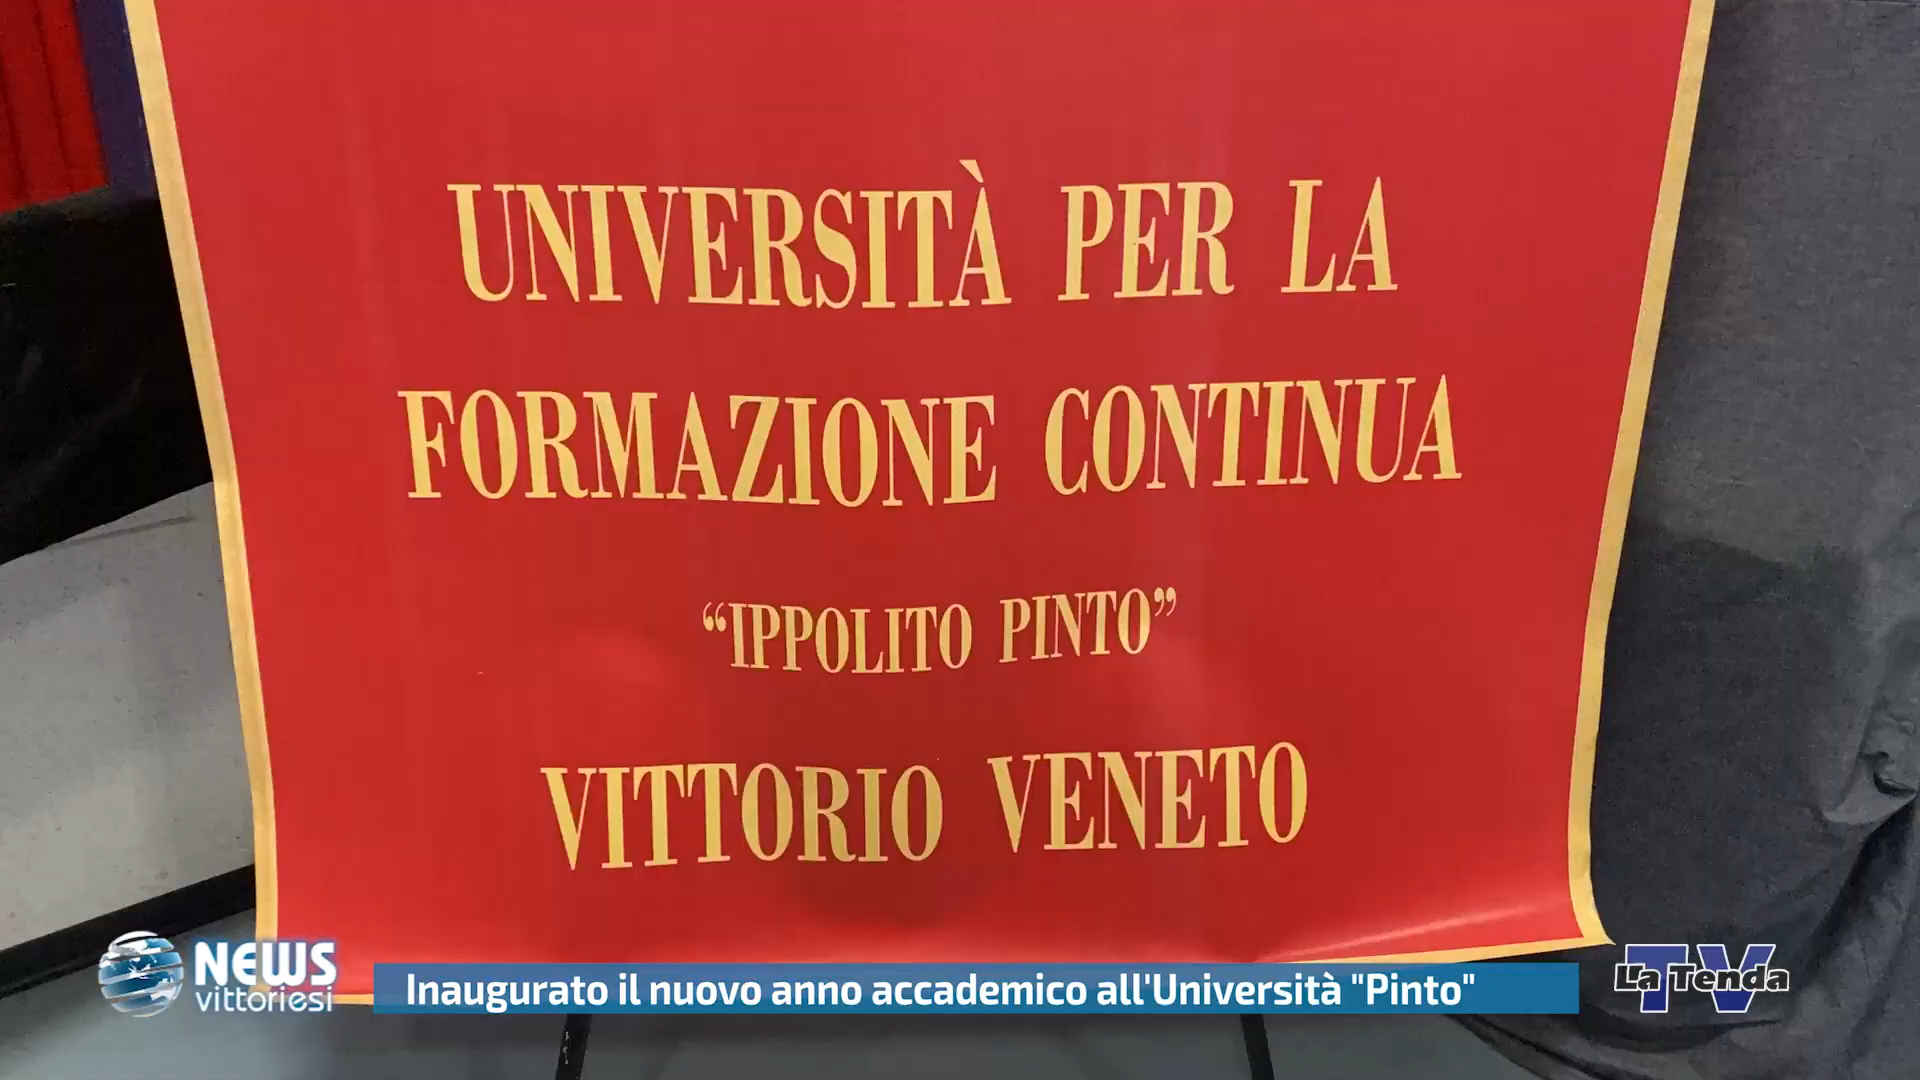 UNIVERSITÀ PER LA
FORMAZIONE CONTINUA
“IPPOLITO PINTO”
VITTORIO VENETO
NEWS
vittoriesi
Inaugurato il nuovo anno accademico all'Università "Pinto"
La Tenda
TV